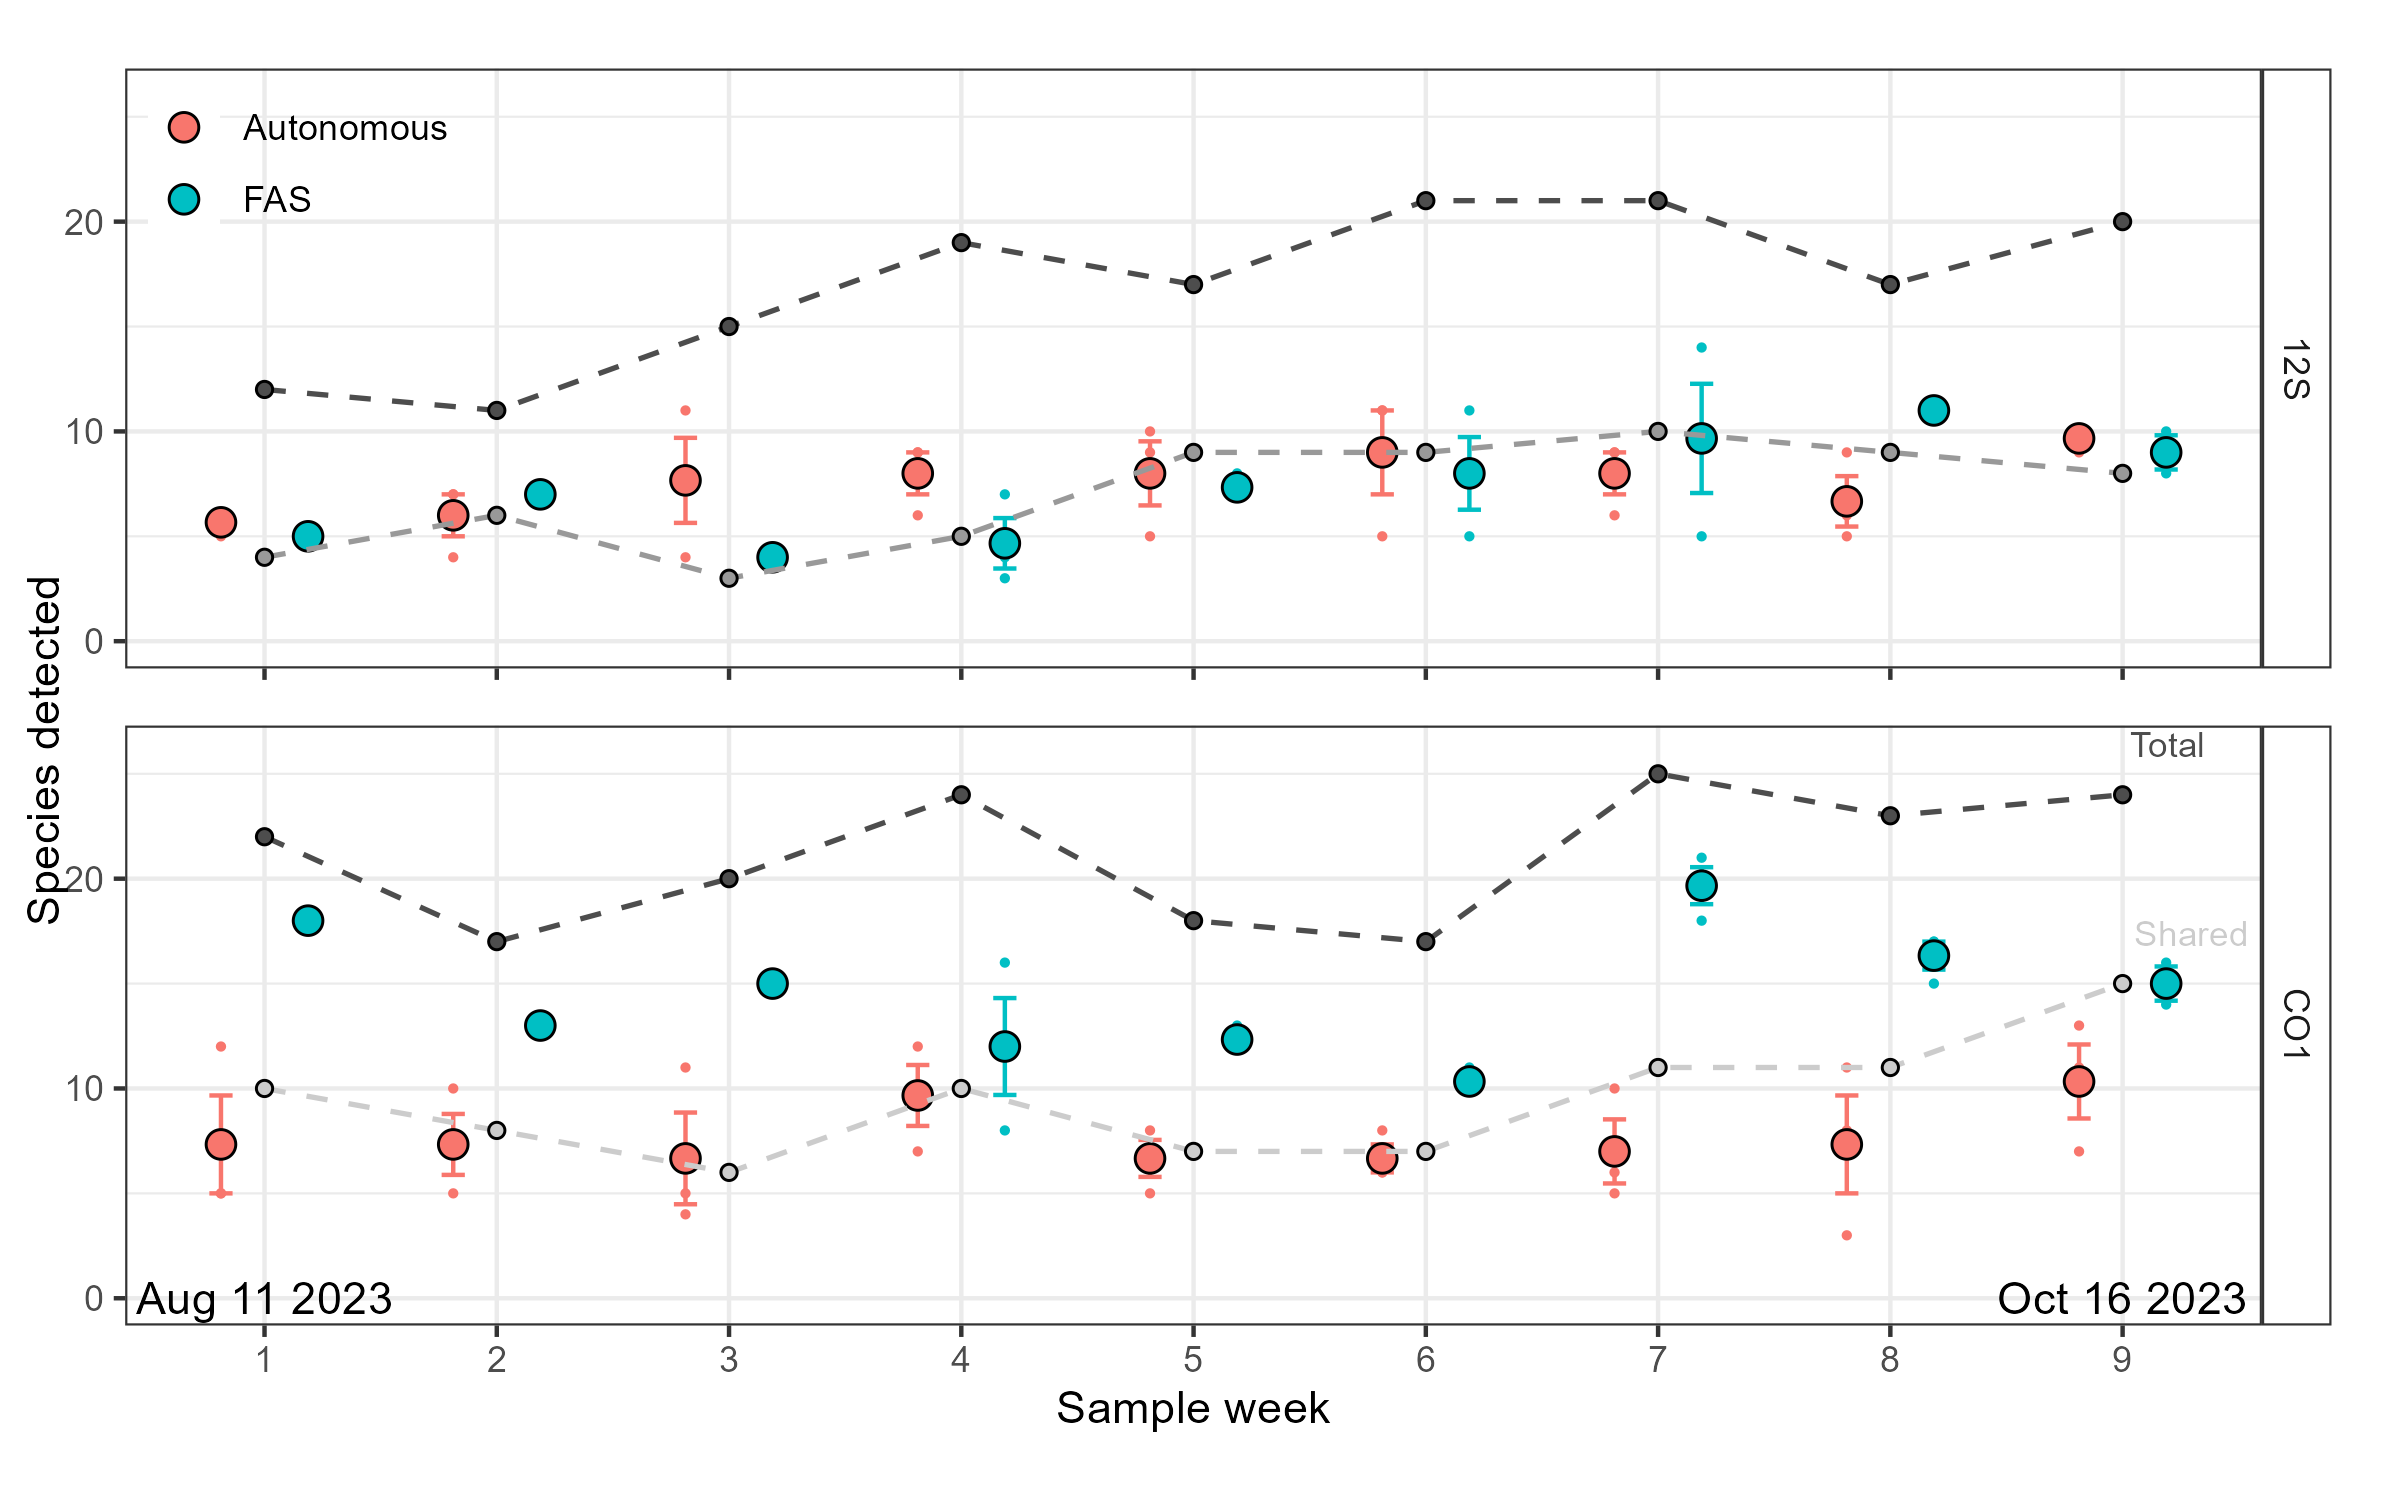 Autonomous
FAS
20
10
0
12S
Species detected
Total
20
Shared
10
CO1
0
Aug 11 2023
Oct 16 2023
1 2 3 4 5 6 7 8 9
Sample week